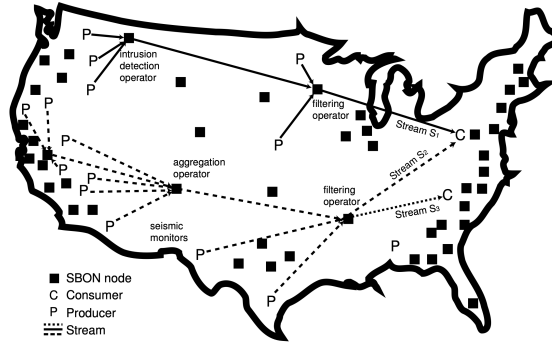 P
P
P
intrusion
detection
operator
P
P
filtering
operator
Stream S1
C
P
P
P
P
P
P
P
aggregation
operator
Stream S2
filtering
operator
C
Stream S3
seismic
monitors
P
P
P
P
SBON node
C Consumer
P Producer
Stream